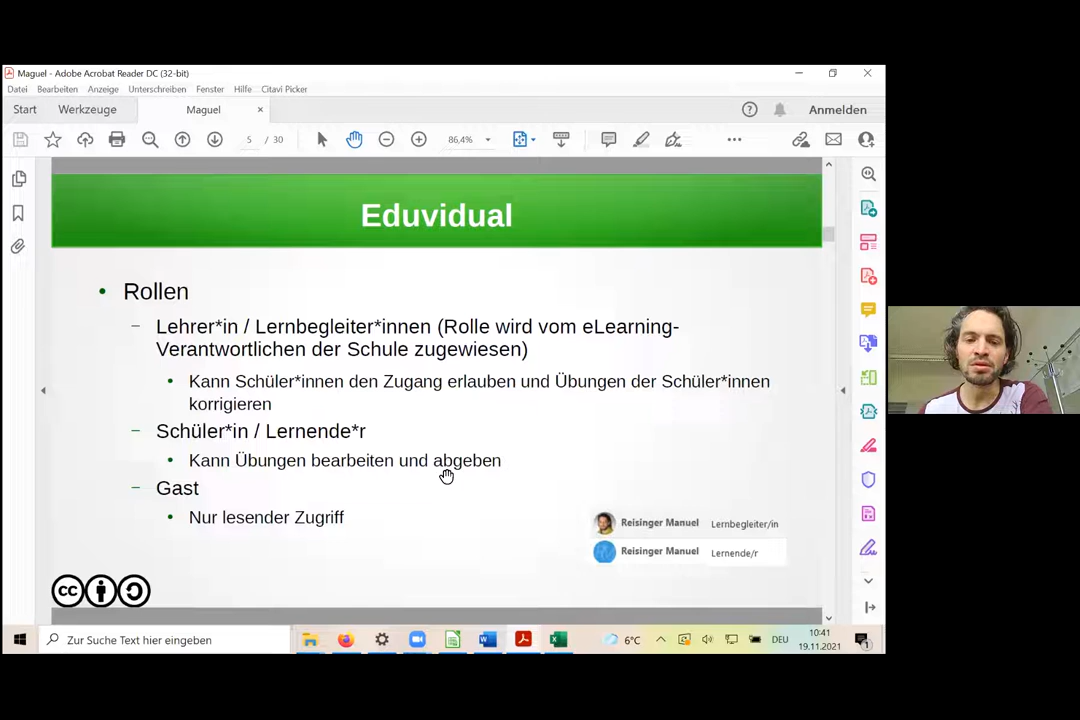 Maguel - Adobe Acrobat Reader DC (32-bit)
Datei Bearbeiten Anzeige Unterschreiben Fenster Hilfe Citavi Picker
Start Werkzeuge Maguel × Anmelden
5 / 30 86,4%
Eduvidual
• Rollen
– Lehrer*in / Lernbegleiter*innen (Rolle wird vom eLearning-
Verantwortlichen der Schule zugewiesen)
• Kann Schüler*innen den Zugang erlauben und Übungen der Schüler*innen
korrigieren
– Schüler*in / Lernende*r
• Kann Übungen bearbeiten und abgeben
– Gast
• Nur lesender Zugriff
Reisinger Manuel Lernbegleiter/in
Reisinger Manuel Lernende/r
cc
Zur Suche Text hier eingeben
6°C
DEU
10:41
19.11.2021
1